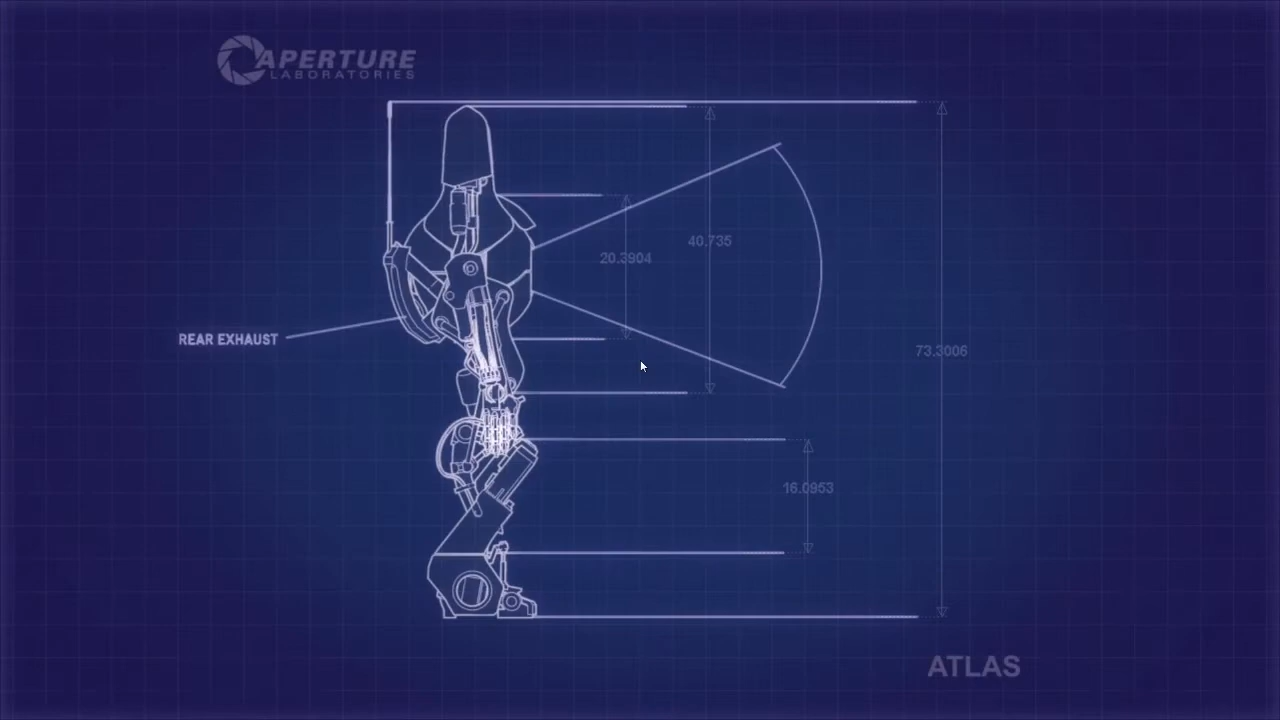 APERTURE
LABORATORIES
40.735
20.3904
REAR EXHAUST
73.3006
16.0953
ATLAS